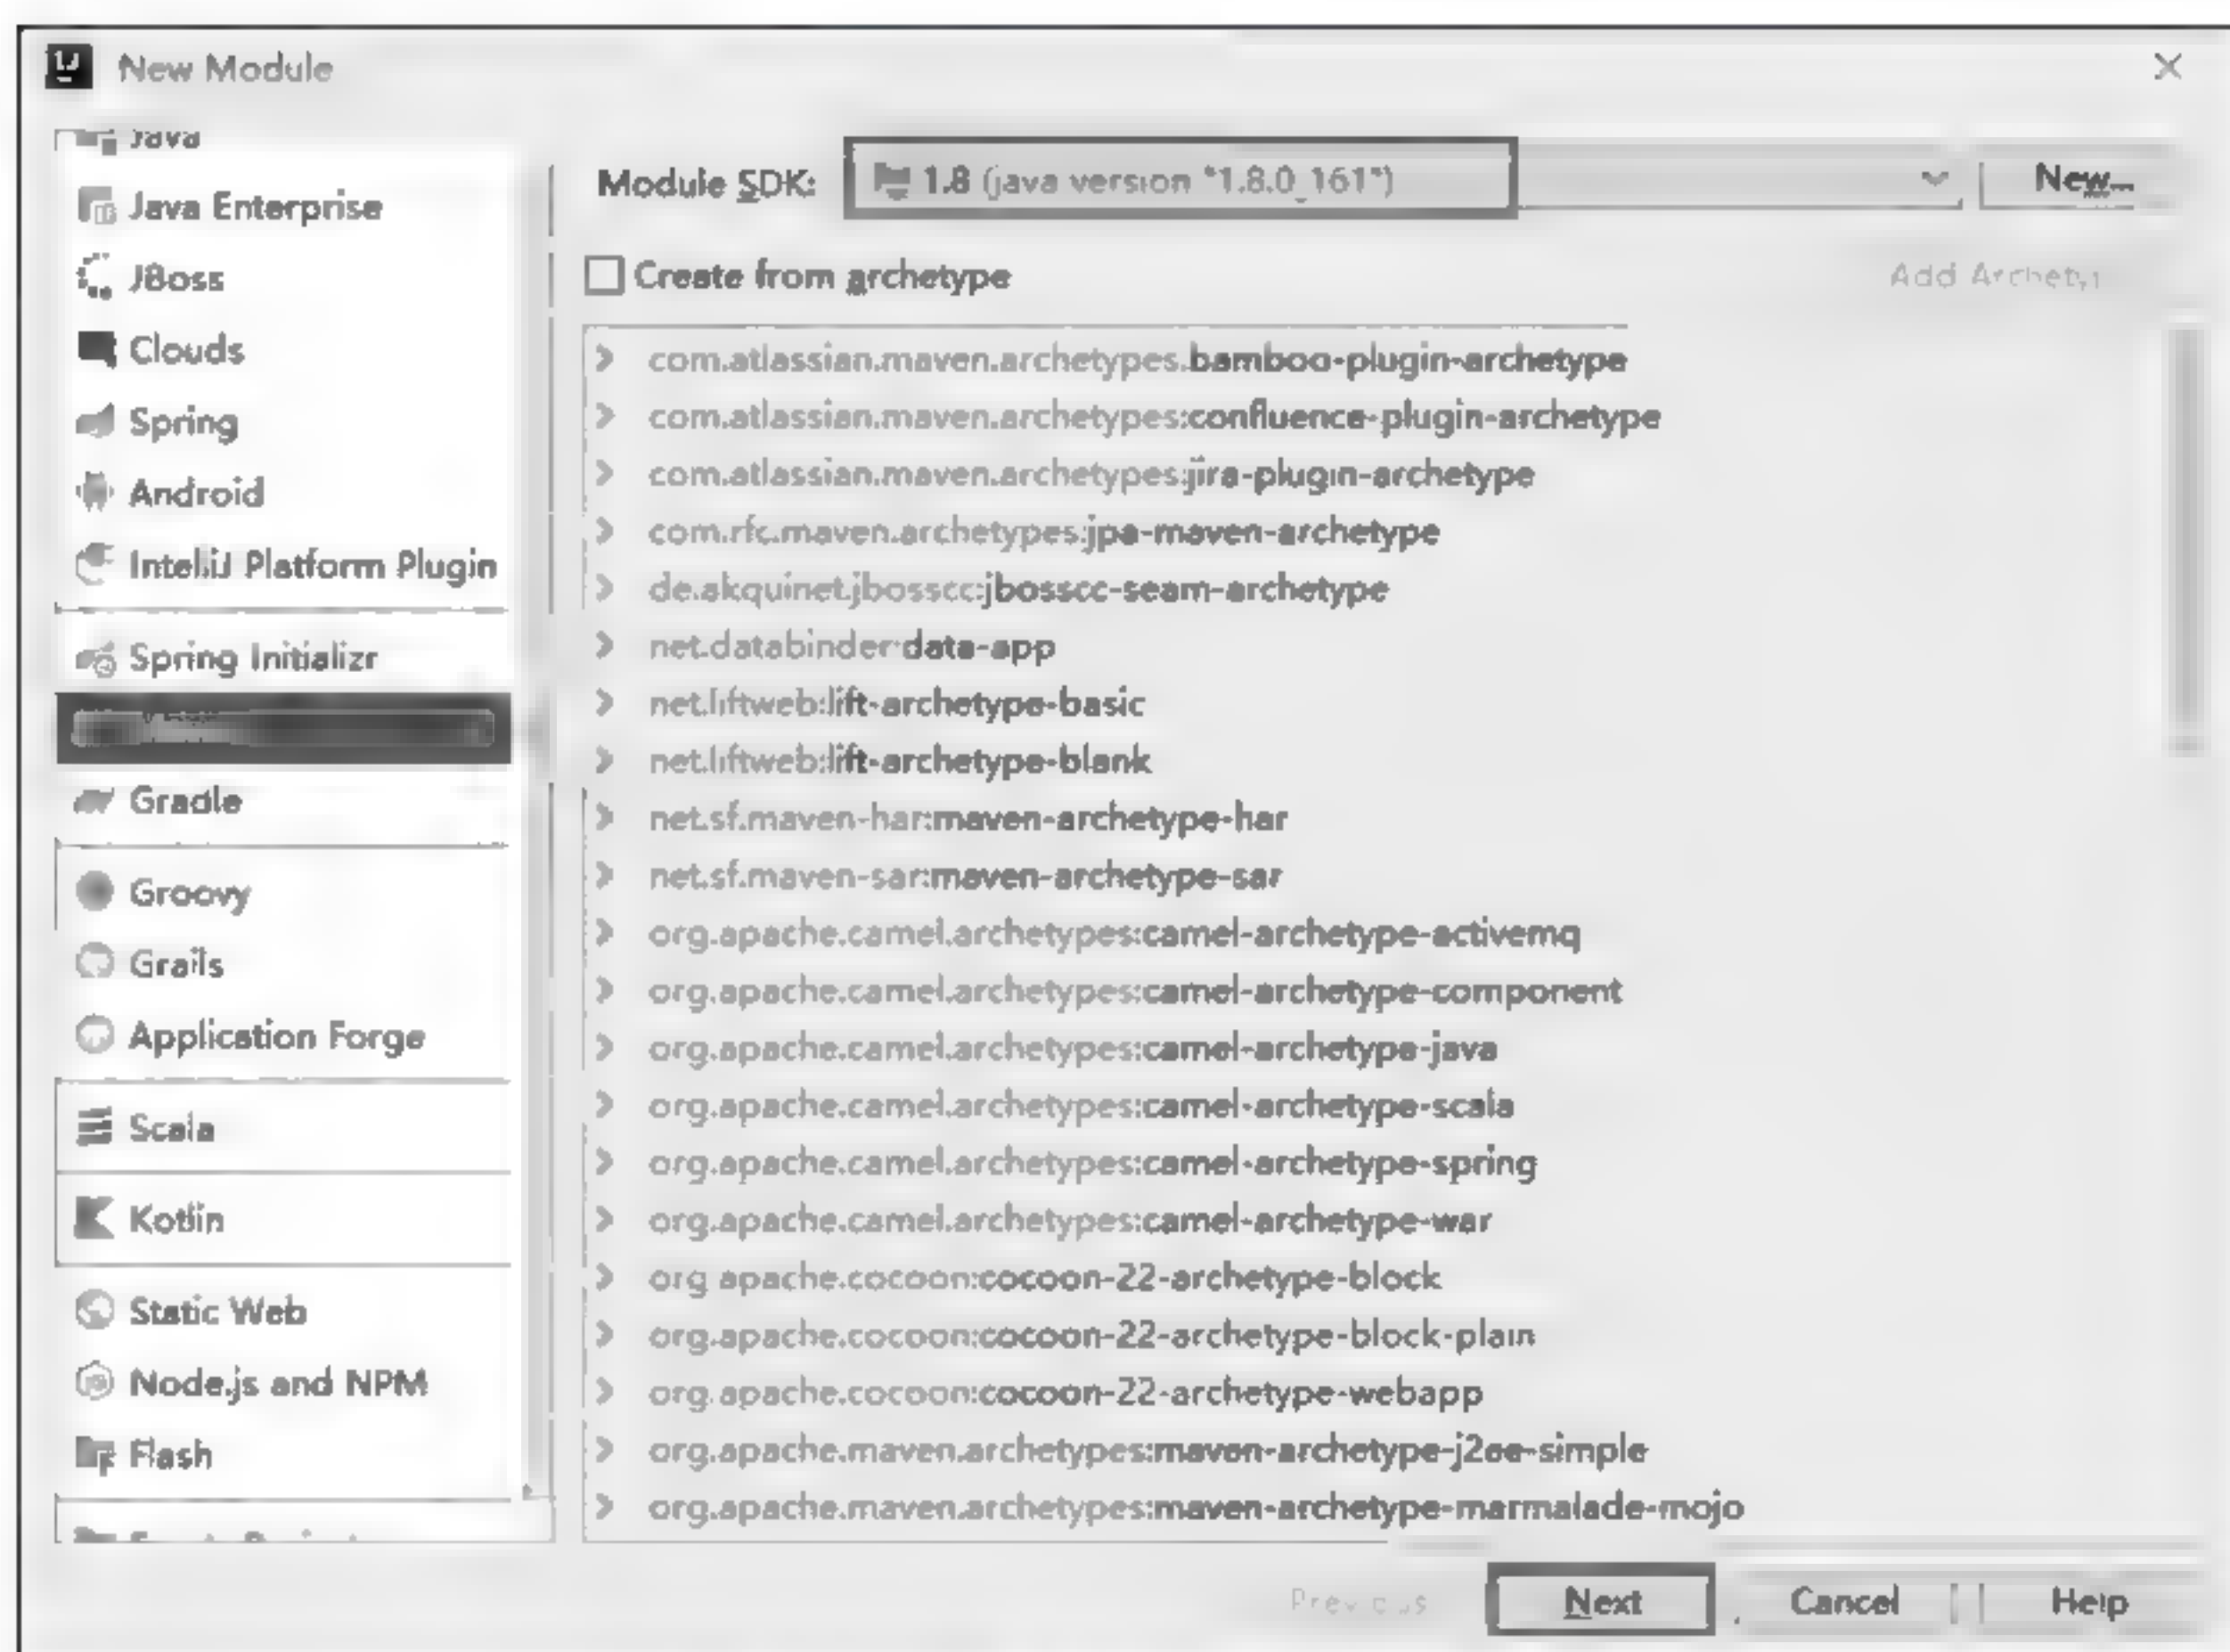 New Module
Java
Java Enterprise
JBoss
Clouds
Spring
Android
IntelliJ Platform Plugin
Spring Initializr
Gradle
Groovy
Grails
Application Forge
Scala
Kotlin
Static Web
Node.js and NPM
Flash
Module SDK: 1.8 (java version "1.8.0_161") New...
Create from archetype Add
com.atlassian.maven.archetypes:bamboo-plugin-archetype
com.atlassian.maven.archetypes:confluence-plugin-archetype
com.atlassian.maven.archetypes:jira-plugin-archetype
com.rfc.maven.archetypes:jpa-maven-archetype
de.akquinet.jbosscc:jbosscc-seam-archetype
net.databinder:data-app
net.liftweb:lift-archetype-basic
net.liftweb:lift-archetype-blank
net.sf.maven-har:maven-archetype-har
net.sf.maven-sar:maven-archetype-sar
org.apache.camel.archetypes:camel-archetype-activemq
org.apache.camel.archetypes:camel-archetype-component
org.apache.camel.archetypes:camel-archetype-java
org.apache.camel.archetypes:camel-archetype-scala
org.apache.camel.archetypes:camel-archetype-spring
org.apache.camel.archetypes:camel-archetype-war
org.apache.cocoon:cocoon-22-archetype-block
org.apache.cocoon:cocoon-22-archetype-block-plain
org.apache.cocoon:cocoon-22-archetype-webapp
org.apache.maven.archetypes:maven-archetype-j2ee-simple
org.apache.maven.archetypes:maven-archetype-marmalade-mojo
Previous Next Cancel Help